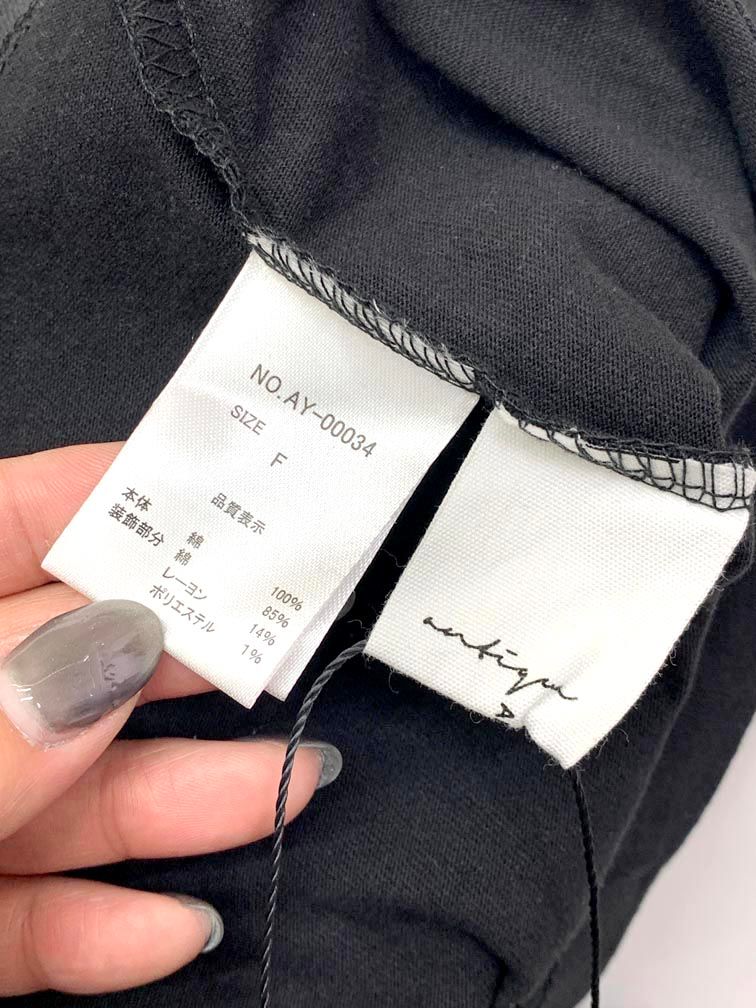 NO.AY-00034
SIZE
F
品質表示
本体 綿 100%
装飾部分 綿 85%
レーヨン 14%
ポリエステル 1%
antiqua